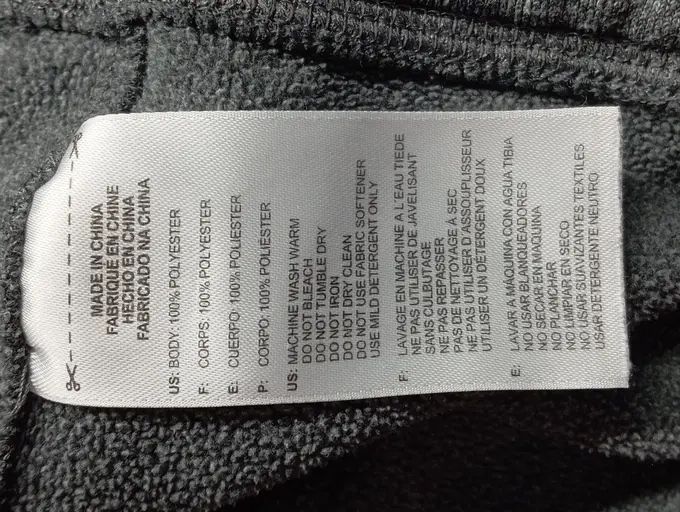 MADE IN CHINA
FABRIQUÉ EN CHINE
HECHO EN CHINA
FABRICADO NA CHINA
US: BODY: 100% POLYESTER
F: CORPS: 100% POLYESTER
E: CUERPO: 100% POLIESTER
P: CORPO: 100% POLIÉSTER
US: MACHINE WASH WARM
DO NOT BLEACH
DO NOT TUMBLE DRY
DO NOT IRON
DO NOT DRY CLEAN
DO NOT USE FABRIC SOFTENER
USE MILD DETERGENT ONLY
F: LAVAGE EN MACHINE A L'EAU TIEDE
NE PAS UTILISER DE JAVELISANT
SANS CULBUTAGE
NE PAS REPASSER
PAS DE NETTOYAGE À SEC
NE PAS UTILISER D'ASSOUPLISSEUR
UTILISER UN DÉTERGENT DOUX
E: LAVAR A MÁQUINA CON AGUA TIBIA
NO USAR BLANQUEADORES
NO SECAR EN MAQUINA
NO PLANCHAR
NO LIMPIAR EN SECO
NO USAR SUAVIZANTES TEXTILES
USAR DETERGENTE NEUTRO